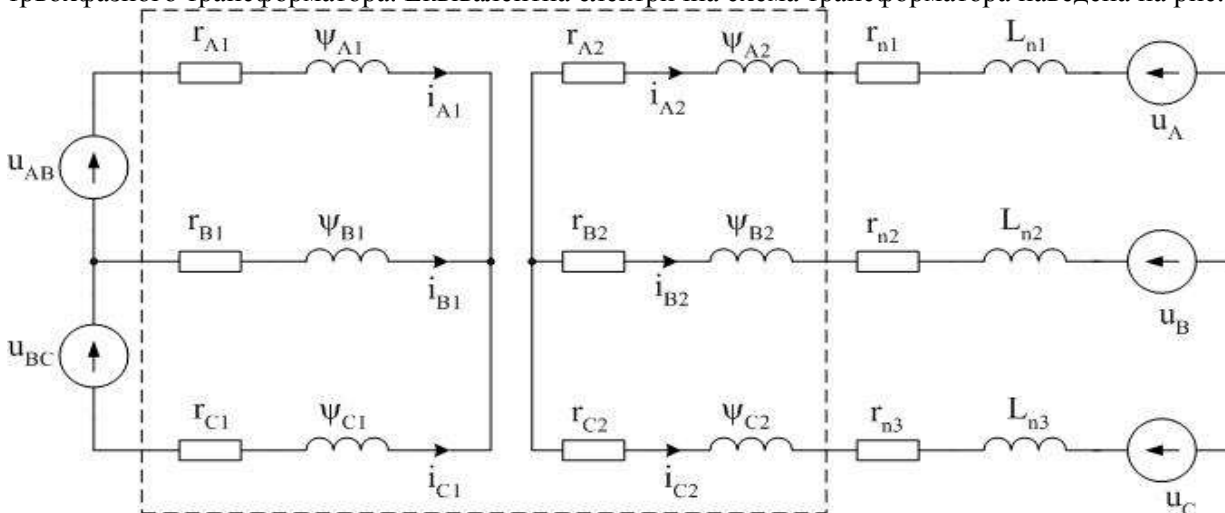 трьохфазного трансформатора. Еквівалентна електрична схема трансформатора наведена на рис.
r_A1 Ψ_A1 r_A2 Ψ_A2 r_n1 L_n1
i_A1 i_A2 u_A
u_AB
r_B1 Ψ_B1 r_B2 Ψ_B2 r_n2 L_n2
i_B1 i_B2 u_B
u_BC
r_C1 Ψ_C1 r_C2 Ψ_C2 r_n3 L_n3
i_C1 i_C2 u_C